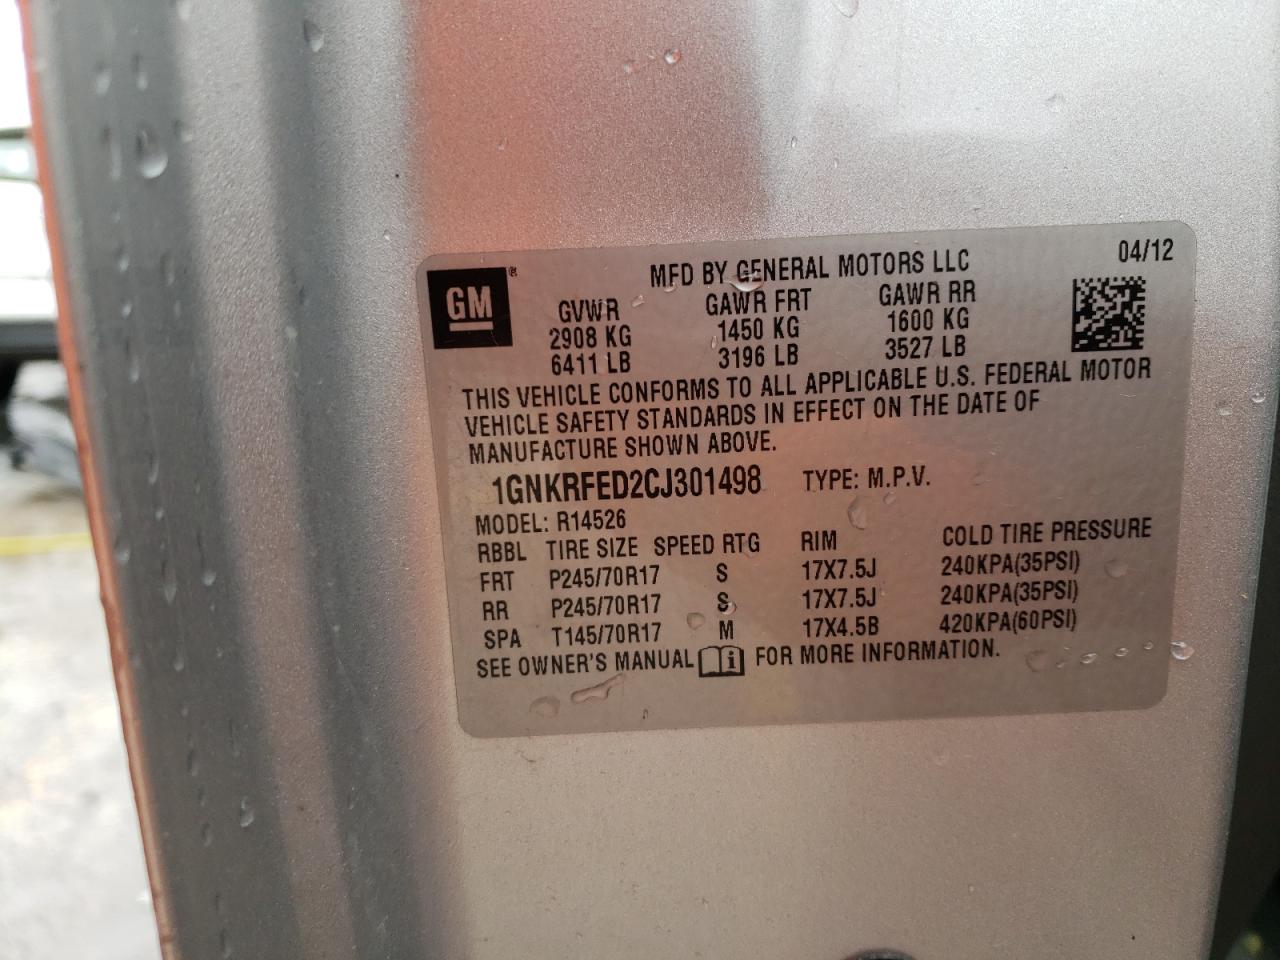 04/12
GM®
MFD BY GENERAL MOTORS LLC
GVWR GAWR FRT GAWR RR
2908 KG 1450 KG 1600 KG
6411 LB 3196 LB 3527 LB
THIS VEHICLE CONFORMS TO ALL APPLICABLE U.S. FEDERAL MOTOR
VEHICLE SAFETY STANDARDS IN EFFECT ON THE DATE OF
MANUFACTURE SHOWN ABOVE.
1GNKRFED2CJ301498 TYPE: M.P.V.
MODEL: R14526
RBBL TIRE SIZE SPEED RTG RIM COLD TIRE PRESSURE
FRT P245/70R17 S 17X7.5J 240KPA(35PSI)
RR P245/70R17 S 17X7.5J 240KPA(35PSI)
SPA T145/70R17 M 17X4.5B 420KPA(60PSI)
SEE OWNER'S MANUAL i FOR MORE INFORMATION.